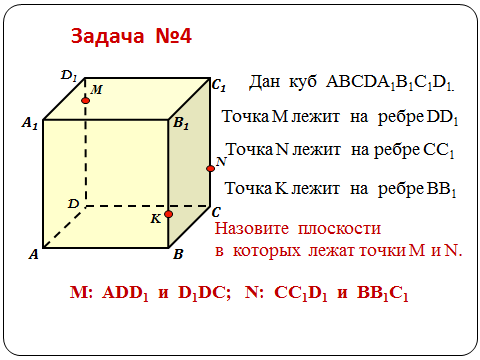 Задача №4
D₁
M
C₁
Дан куб ABCDA₁B₁C₁D₁.
A₁
B₁
Точка M лежит на ребре DD₁
N
Точка N лежит на ребре CC₁
Точка K лежит на ребре BB₁
D
K
C
Назовите плоскости
в которых лежат точки M и N.
A
B
M: ADD₁ и D₁DC; N: CC₁D₁ и BB₁C₁